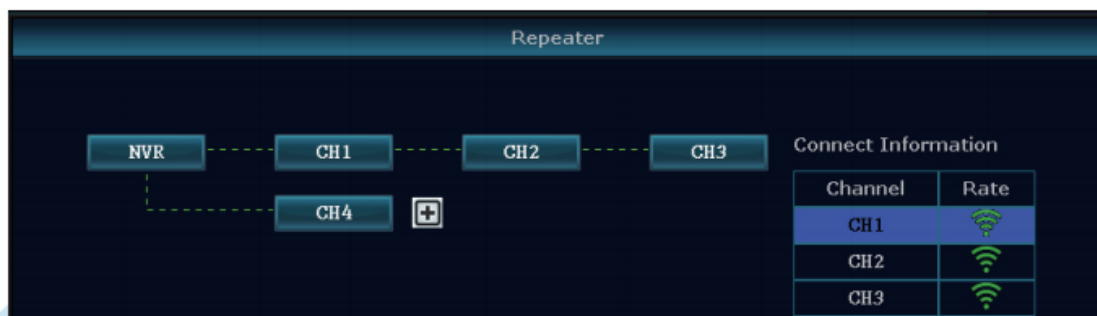 Repeater
NVR CH1 CH2 CH3
CH4
Connect Information
Channel Rate
CH1
CH2
CH3